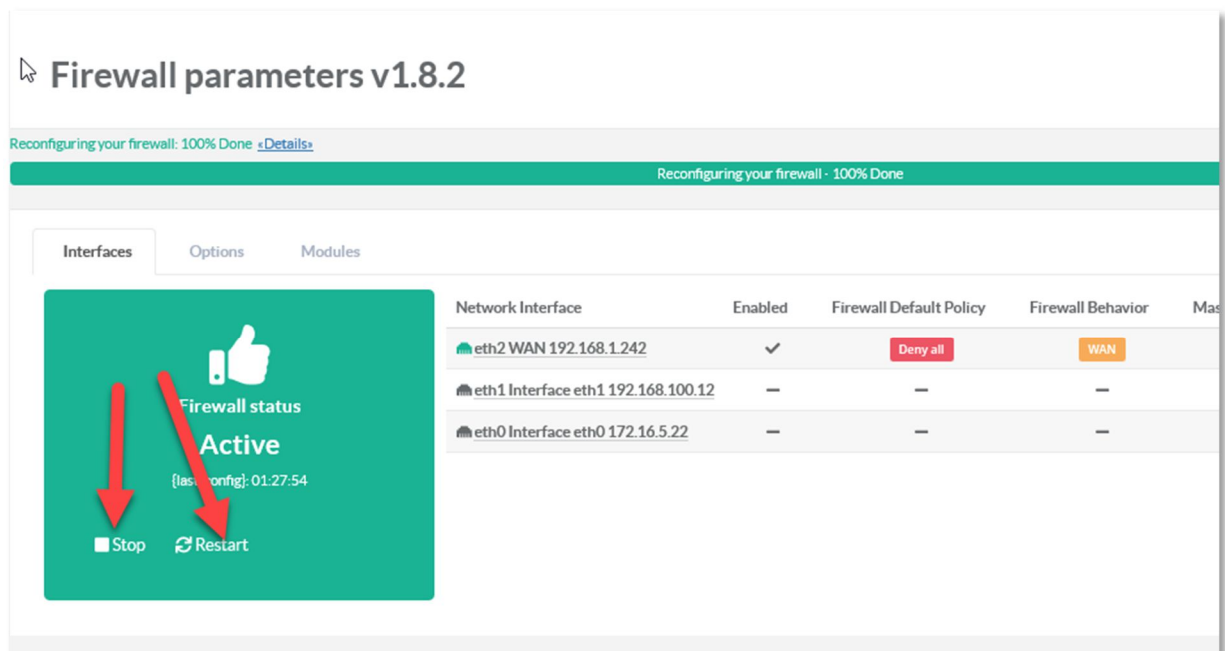 Firewall parameters v1.8.2
Reconfiguring your firewall: 100% Done «Details»
Reconfiguring your firewall - 100% Done
Interfaces Options Modules
Network Interface Enabled Firewall Default Policy Firewall Behavior
eth2 WAN 192.168.1.242 Deny all WAN
eth1 Interface eth1 192.168.100.12
eth0 Interface eth0 172.16.5.22
Firewall status
Active
01:27:54
Stop Restart